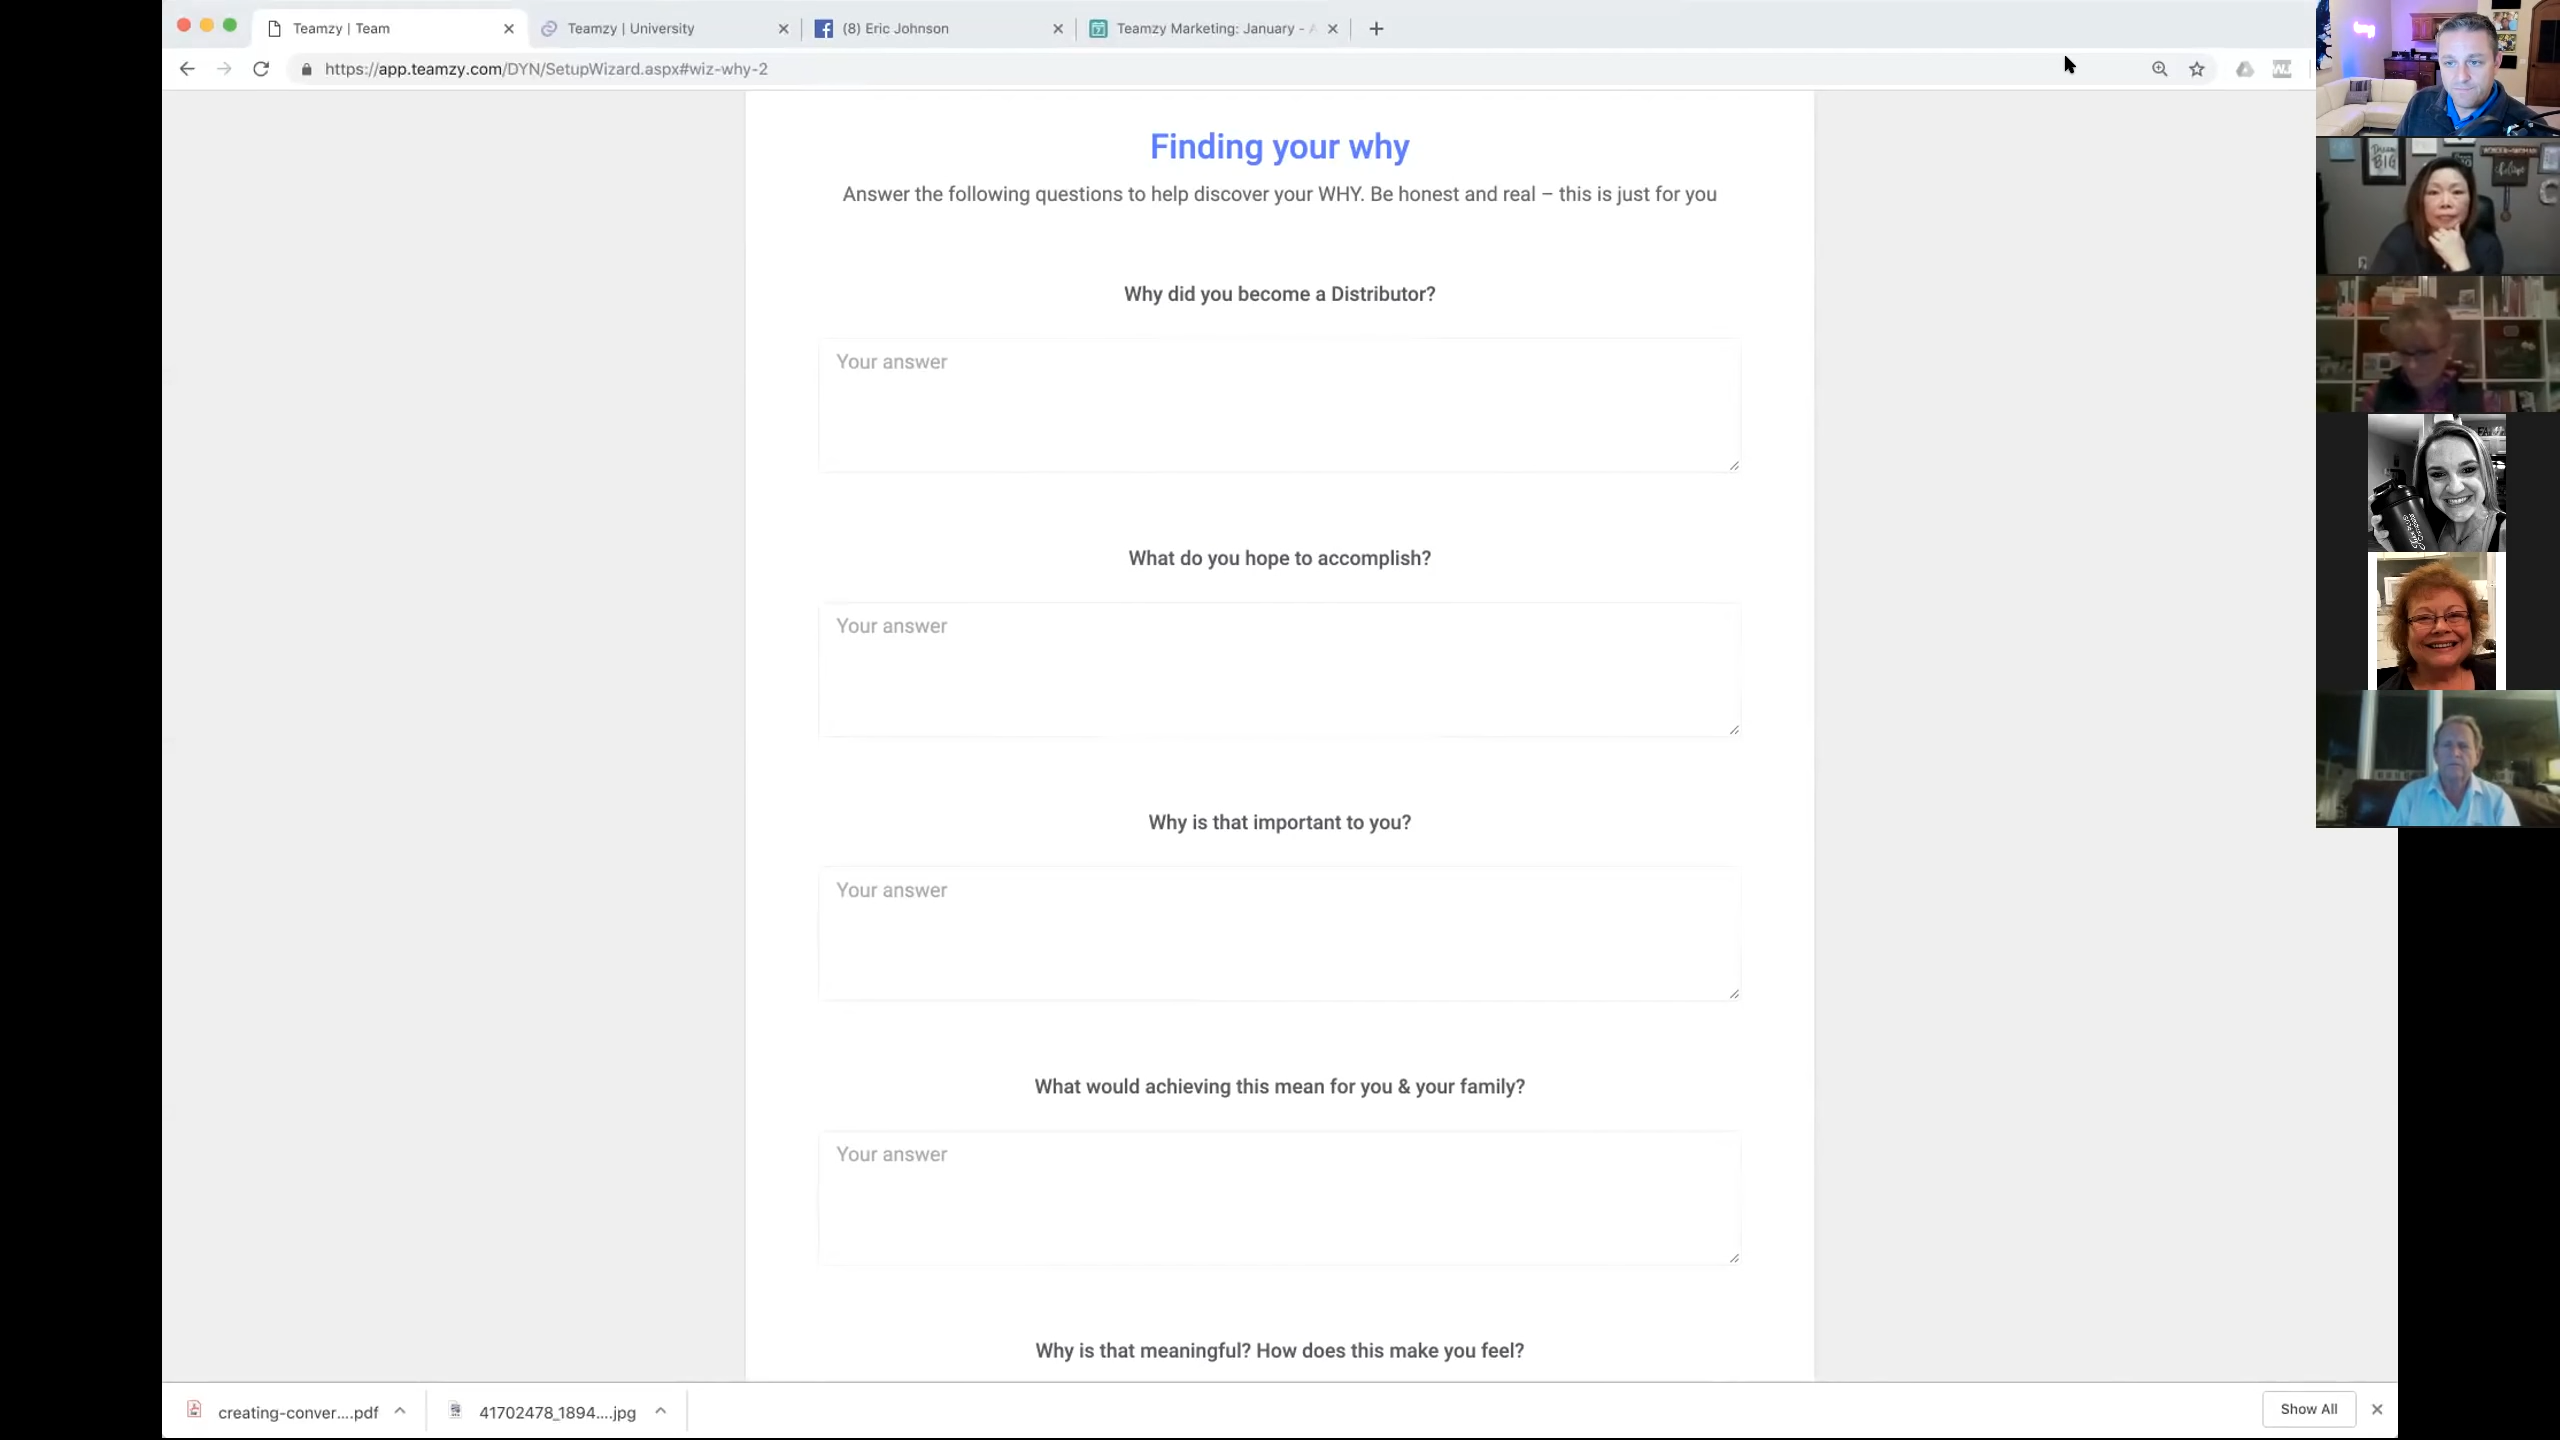 Teamzy | Team
Teamzy | University
(8) Eric Johnson
Teamzy Marketing: January -
https://app.teamzy.com/DYN/SetupWizard.aspx#wiz-why-2
Finding your why
Answer the following questions to help discover your WHY. Be honest and real – this is just for you
Why did you become a Distributor?
Your answer
What do you hope to accomplish?
Your answer
Why is that important to you?
Your answer
What would achieving this mean for you & your family?
Your answer
Why is that meaningful? How does this make you feel?
creating-conver....pdf
41702478_1894....jpg
Show All
DREAM
BIG